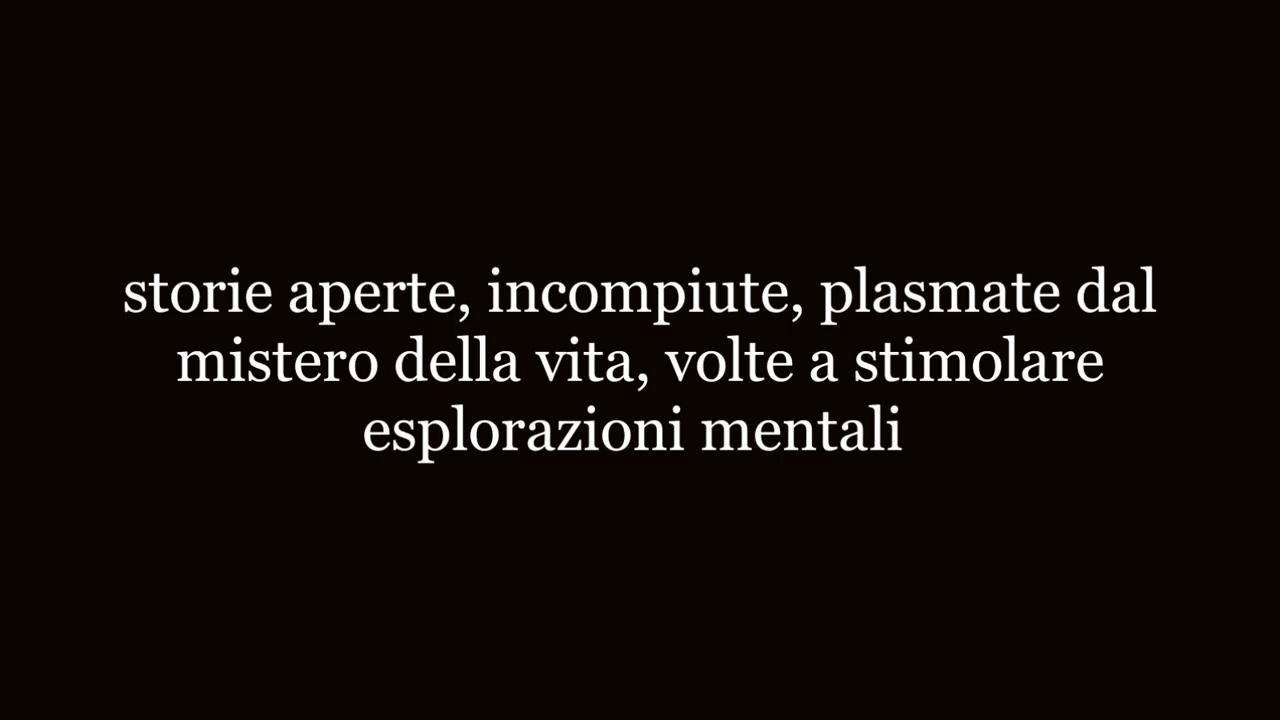 storie aperte, incompiute, plasmate dal
mistero della vita, volte a stimolare
esplorazioni mentali